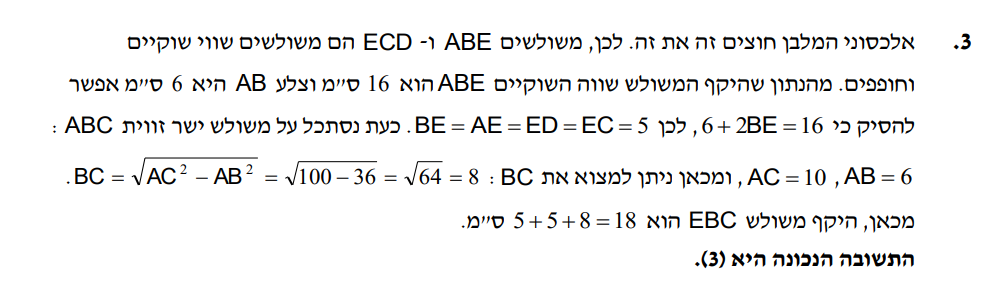 3. אלכסוני המלבן חוצים זה את זה. לכן, משולשים ABE ו- ECD הם משולשים שווי שוקיים
וחופפים. מהנתון שהיקף המשולש שווה השוקיים ABE הוא 16 ס״מ וצלע AB היא 6 ס״מ אפשר
להסיק כי 6 + 2BE = 16, לכן BE = AE = ED = EC = 5. כעת נסתכל על משולש ישר זווית ABC :
AB = 6 , AC = 10 , ומכאן ניתן למצוא את BC : BC = √(AC² − AB²) = √(100 − 36) = √64 = 8.
מכאן, היקף משולש EBC הוא 5 + 5 + 8 = 18 ס״מ.
התשובה הנכונה היא (3).